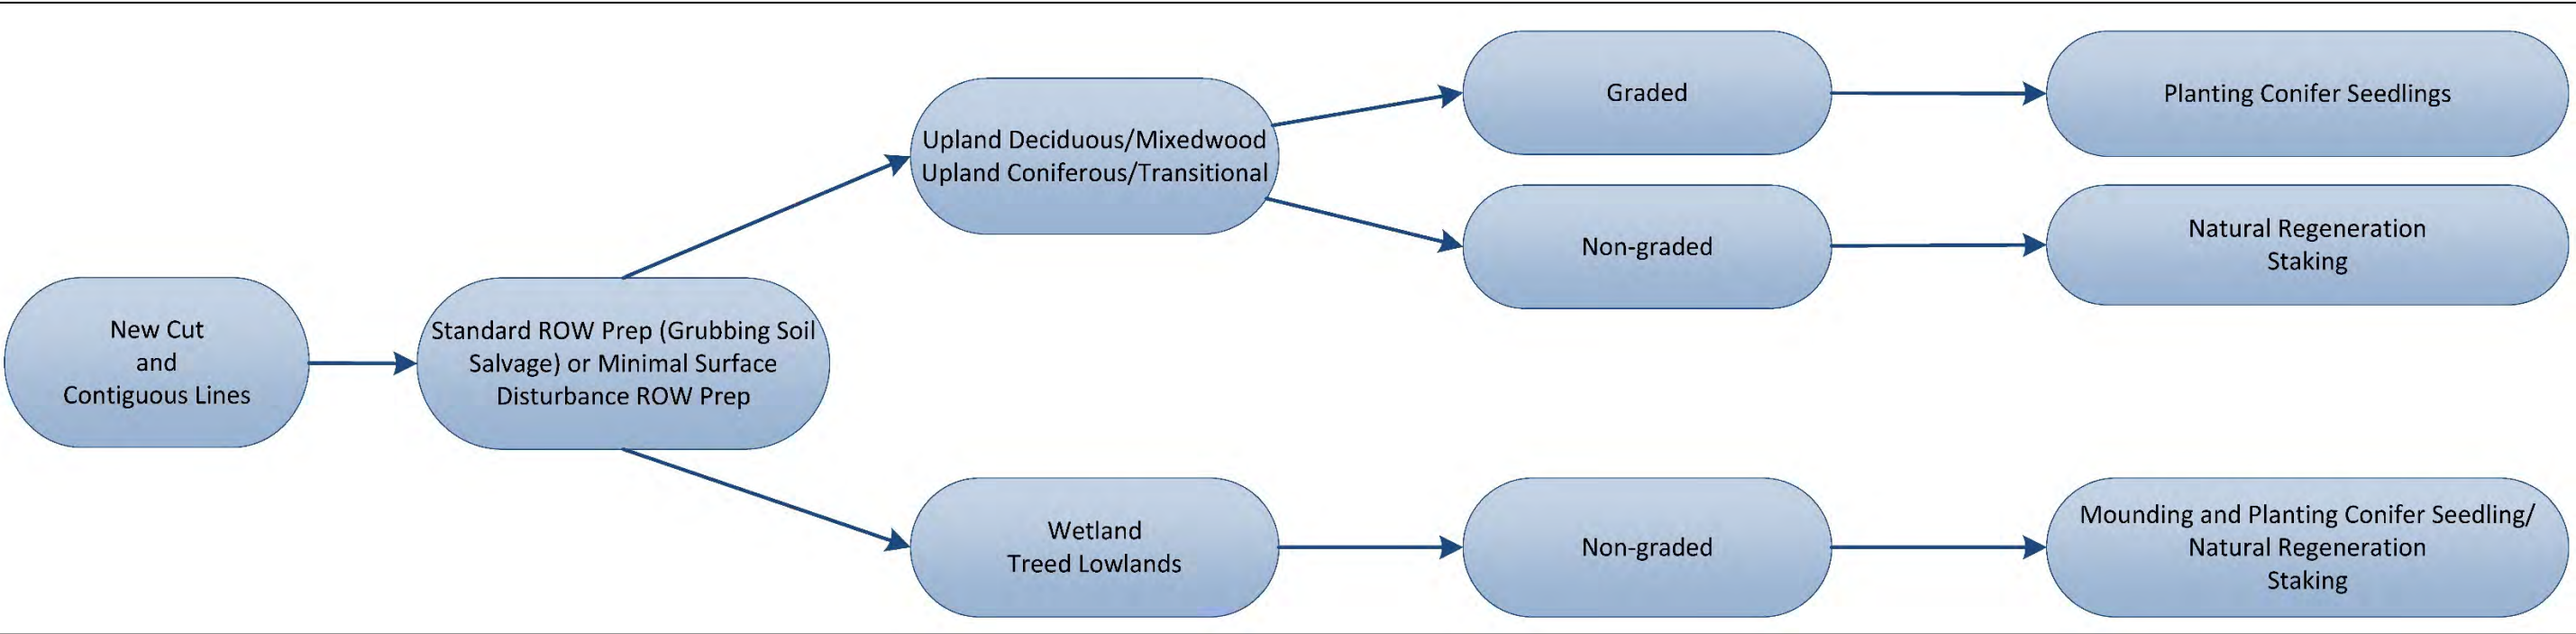 New Cut
and
Contiguous Lines
Standard ROW Prep (Grubbing Soil
Salvage) or Minimal Surface
Disturbance ROW Prep
Upland Deciduous/Mixedwood
Upland Coniferous/Transitional
Graded
Planting Conifer Seedlings
Non-graded
Natural Regeneration
Staking
Wetland
Treed Lowlands
Non-graded
Mounding and Planting Conifer Seedling/
Natural Regeneration
Staking